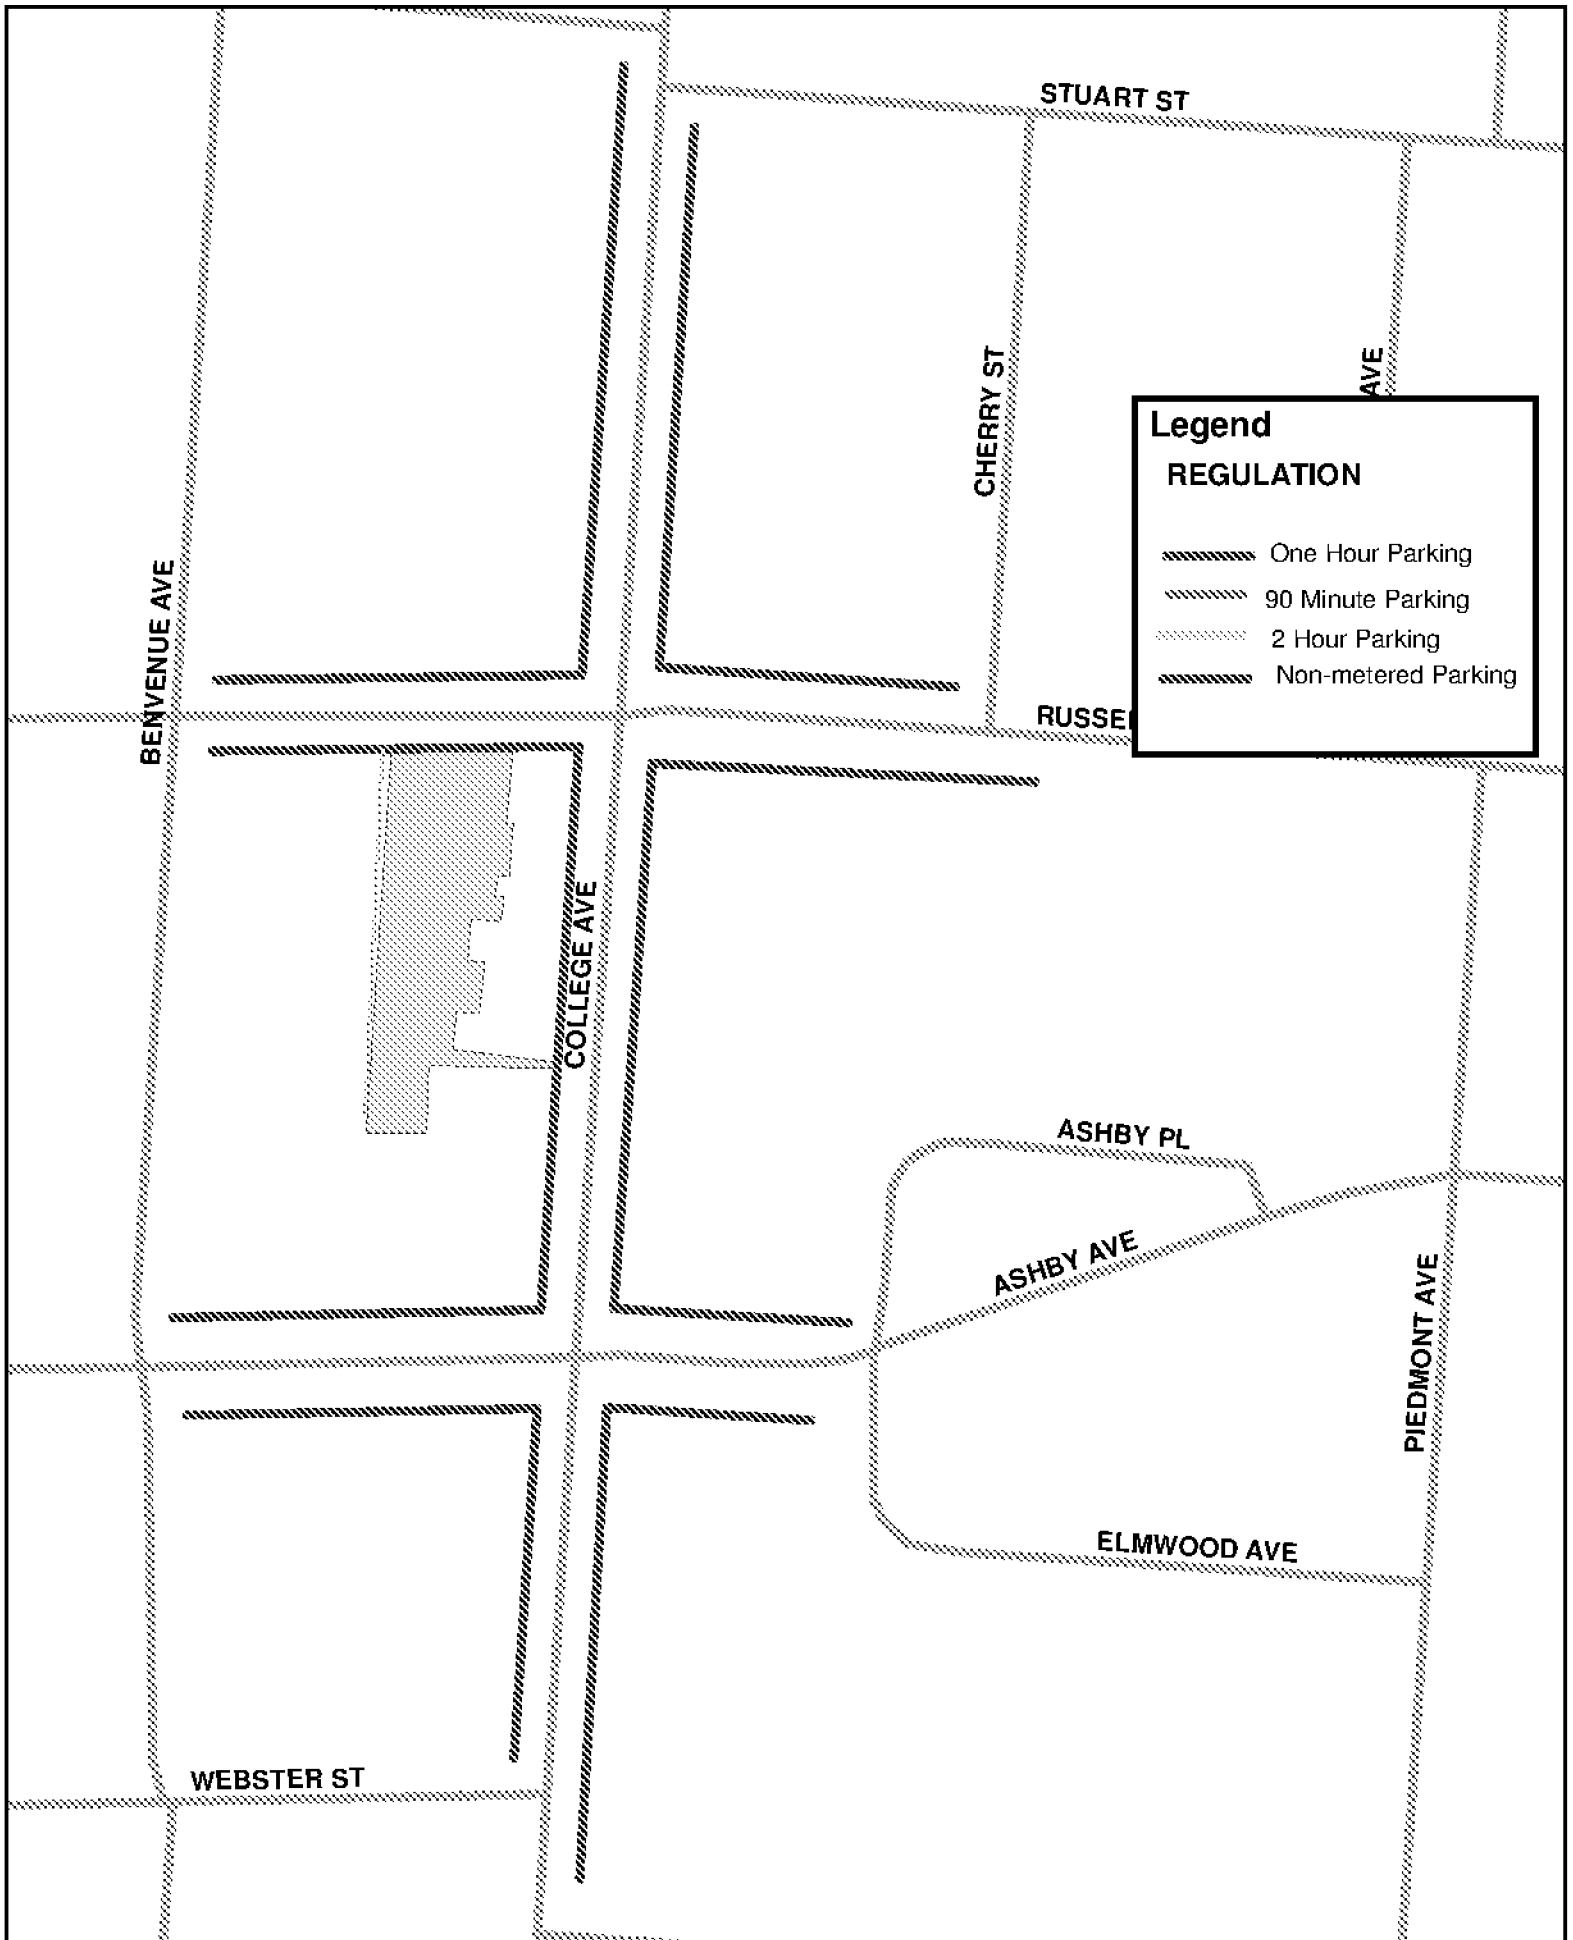 STUART ST
CHERRY ST
AVE
Legend
REGULATION
One Hour Parking
90 Minute Parking
2 Hour Parking
Non-metered Parking
BENVENUE AVE
RUSSE
COLLEGE AVE
ASHBY PL
ASHBY AVE
PIEDMONT AVE
ELMWOOD AVE
WEBSTER ST